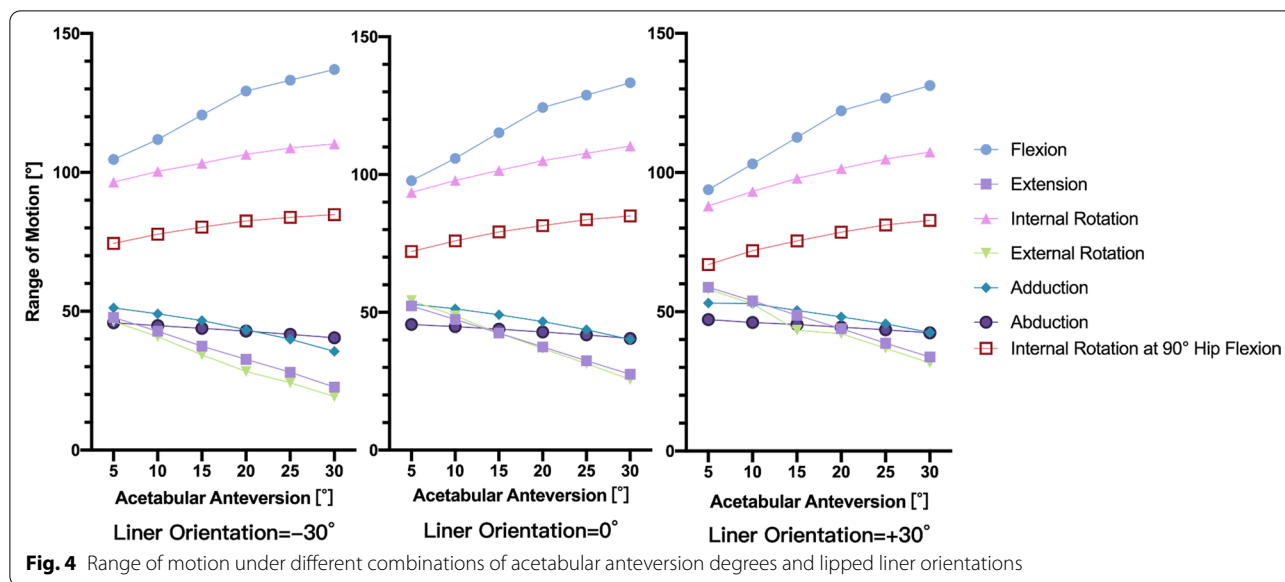 150
100
50
0
Range of Motion [°]
5 10 15 20 25 30
Acetabular Anteversion [°]
Liner Orientation=−30°
150
100
50
0
5 10 15 20 25 30
Acetabular Anteversion [°]
Liner Orientation=0°
150
100
50
0
5 10 15 20 25 30
Acetabular Anteversion [°]
Liner Orientation=+30°
Flexion
Extension
Internal Rotation
External Rotation
Adduction
Abduction
Internal Rotation at 90° Hip Flexion
Fig. 4 Range of motion under different combinations of acetabular anteversion degrees and lipped liner orientations